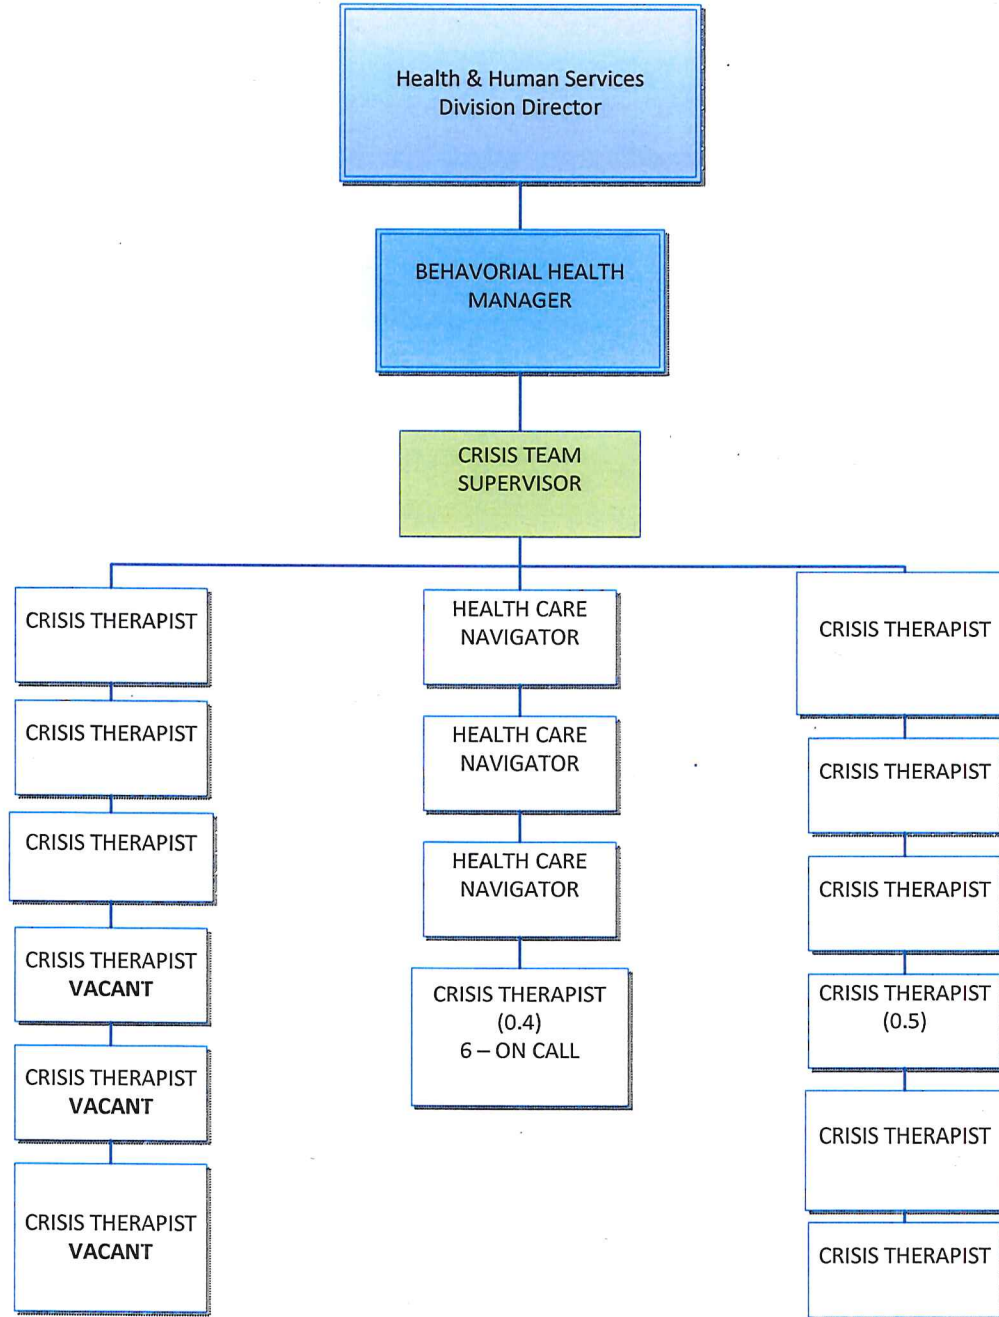 Health & Human Services
Division Director
BEHAVORIAL HEALTH
MANAGER
CRISIS TEAM
SUPERVISOR
CRISIS THERAPIST
CRISIS THERAPIST
CRISIS THERAPIST
CRISIS THERAPIST
VACANT
CRISIS THERAPIST
VACANT
CRISIS THERAPIST
VACANT
HEALTH CARE
NAVIGATOR
HEALTH CARE
NAVIGATOR
HEALTH CARE
NAVIGATOR
CRISIS THERAPIST
(0.4)
6 – ON CALL
CRISIS THERAPIST
CRISIS THERAPIST
CRISIS THERAPIST
CRISIS THERAPIST
(0.5)
CRISIS THERAPIST
CRISIS THERAPIST